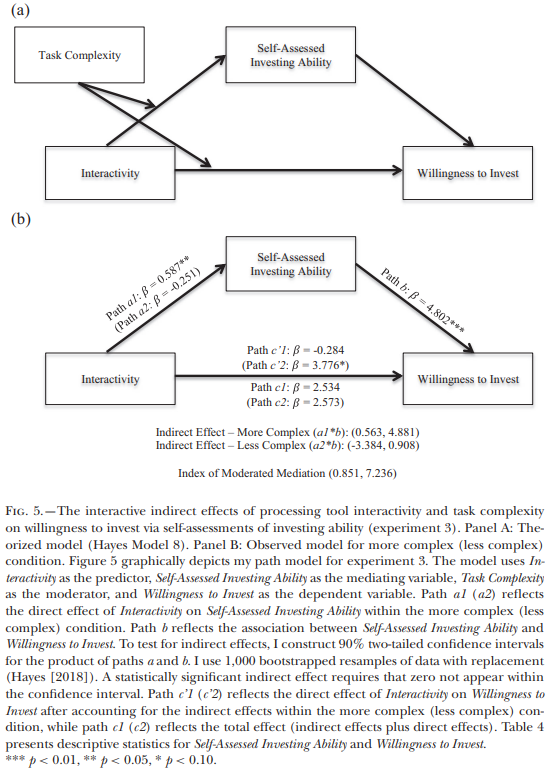 (a)
Task Complexity
Self-Assessed
Investing Ability
Interactivity
Willingness to Invest
(b)
Self-Assessed
Investing Ability
Path a1: β = 0.587**
(Path a2: β = -0.251)
Path b: β = 4.802***
Path c'1: β = -0.284
(Path c'2: β = 3.776*)
Interactivity
Willingness to Invest
Path c1: β = 2.534
(Path c2: β = 2.573)
Indirect Effect – More Complex (a1*b): (0.563, 4.881)
Indirect Effect – Less Complex (a2*b): (-3.384, 0.908)
Index of Moderated Mediation (0.851, 7.236)
FIG. 5.—The interactive indirect effects of processing tool interactivity and task complexity
on willingness to invest via self-assessments of investing ability (experiment 3). Panel A: The-
orized model (Hayes Model 8). Panel B: Observed model for more complex (less complex)
condition. Figure 5 graphically depicts my path model for experiment 3. The model uses In-
teractivity as the predictor, Self-Assessed Investing Ability as the mediating variable, Task Complexity
as the moderator, and Willingness to Invest as the dependent variable. Path a1 (a2) reflects
the direct effect of Interactivity on Self-Assessed Investing Ability within the more complex (less
complex) condition. Path b reflects the association between Self-Assessed Investing Ability and
Willingness to Invest. To test for indirect effects, I construct 90% two-tailed confidence intervals
for the product of paths a and b. I use 1,000 bootstrapped resamples of data with replacement
(Hayes [2018]). A statistically significant indirect effect requires that zero not appear within
the confidence interval. Path c'1 (c'2) reflects the direct effect of Interactivity on Willingness to
Invest after accounting for the indirect effects within the more complex (less complex) con-
dition, while path c1 (c2) reflects the total effect (indirect effects plus direct effects). Table 4
presents descriptive statistics for Self-Assessed Investing Ability and Willingness to Invest.
*** p < 0.01, ** p < 0.05, * p < 0.10.